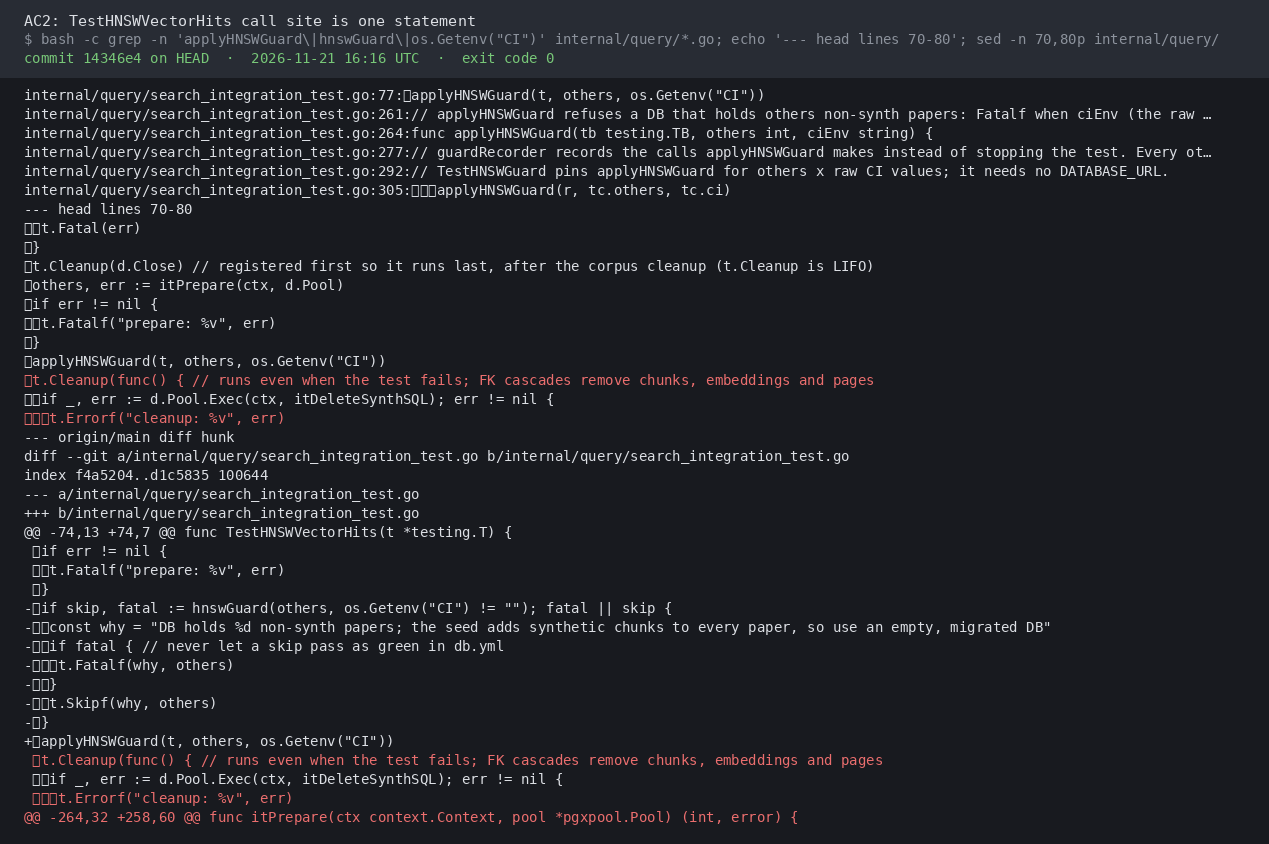 AC2: TestHNSWVectorHits call site is one statement
$ bash -c grep -n 'applyHNSWGuard\|hnswGuard\|os.Getenv("CI")' internal/query/*.go; echo '--- head lines 70-80'; sed -n 70,80p internal/query/
commit 14346e4 on HEAD · 2026-11-21 16:16 UTC · exit code 0
internal/query/search_integration_test.go:77:▯applyHNSWGuard(t, others, os.Getenv("CI"))
internal/query/search_integration_test.go:261:// applyHNSWGuard refuses a DB that holds others non-synth papers: Fatalf when ciEnv (the raw …
internal/query/search_integration_test.go:264:func applyHNSWGuard(tb testing.TB, others int, ciEnv string) {
internal/query/search_integration_test.go:277:// guardRecorder records the calls applyHNSWGuard makes instead of stopping the test. Every ot…
internal/query/search_integration_test.go:292:// TestHNSWGuard pins applyHNSWGuard for others x raw CI values; it needs no DATABASE_URL.
internal/query/search_integration_test.go:305:▯▯▯applyHNSWGuard(r, tc.others, tc.ci)
--- head lines 70-80
▯▯t.Fatal(err)
▯}
▯t.Cleanup(d.Close) // registered first so it runs last, after the corpus cleanup (t.Cleanup is LIFO)
▯others, err := itPrepare(ctx, d.Pool)
▯if err != nil {
▯▯t.Fatalf("prepare: %v", err)
▯}
▯applyHNSWGuard(t, others, os.Getenv("CI"))
▯t.Cleanup(func() { // runs even when the test fails; FK cascades remove chunks, embeddings and pages
▯▯if _, err := d.Pool.Exec(ctx, itDeleteSynthSQL); err != nil {
▯▯▯t.Errorf("cleanup: %v", err)
--- origin/main diff hunk
diff --git a/internal/query/search_integration_test.go b/internal/query/search_integration_test.go
index f4a5204..d1c5835 100644
--- a/internal/query/search_integration_test.go
+++ b/internal/query/search_integration_test.go
@@ -74,13 +74,7 @@ func TestHNSWVectorHits(t *testing.T) {
 ▯if err != nil {
 ▯▯t.Fatalf("prepare: %v", err)
 ▯}
-▯if skip, fatal := hnswGuard(others, os.Getenv("CI") != ""); fatal || skip {
-▯▯const why = "DB holds %d non-synth papers; the seed adds synthetic chunks to every paper, so use an empty, migrated DB"
-▯▯if fatal { // never let a skip pass as green in db.yml
-▯▯▯t.Fatalf(why, others)
-▯▯}
-▯▯t.Skipf(why, others)
-▯}
+▯applyHNSWGuard(t, others, os.Getenv("CI"))
 ▯t.Cleanup(func() { // runs even when the test fails; FK cascades remove chunks, embeddings and pages
 ▯▯if _, err := d.Pool.Exec(ctx, itDeleteSynthSQL); err != nil {
 ▯▯▯t.Errorf("cleanup: %v", err)
@@ -264,32 +258,60 @@ func itPrepare(ctx context.Context, pool *pgxpool.Pool) (int, error) {